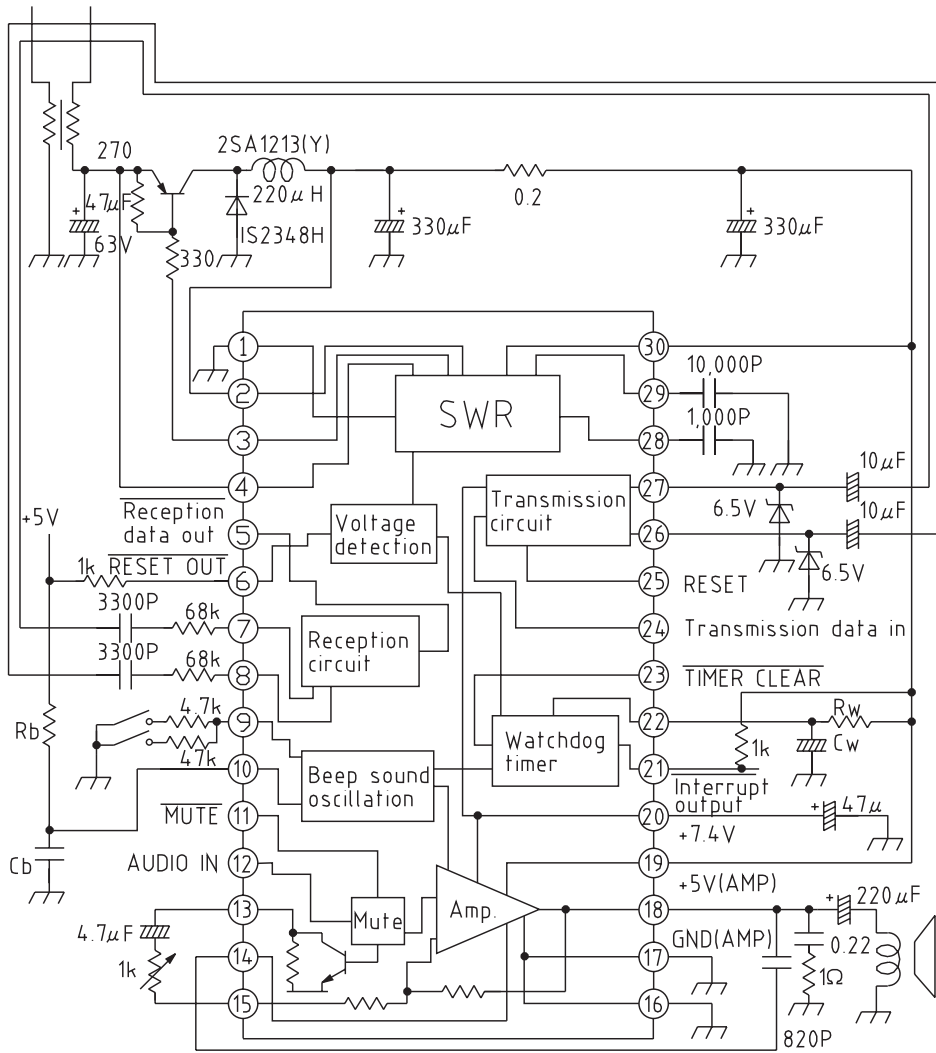 270
2SA1213(Y)
220μH
47μF
63V
+
330
IS2348H
+
330μF
0.2
+
330μF
1
2
3
4
5
6
7
8
9
10
11
12
13
14
15
30
29
28
27
26
25
24
23
22
21
20
19
18
17
16
SWR
10,000P
1,000P
10μF
10μF
6.5V
6.5V
Reception
data out
+5V
1k
RESET OUT
3300P
68k
3300P
68k
Voltage
detection
Transmission
circuit
RESET
Transmission data in
Reception
circuit
TIMER CLEAR
Rb
4.7k
47k
Rw
Cw
1k
Watchdog
timer
Interrupt
output
Beep sound
oscillation
MUTE
+
47μ
+7.4V
Cb
AUDIO IN
+5V(AMP)
Mute
Amp.
4.7μF
1k
GND(AMP)
+
220μF
0.22
1Ω
820P